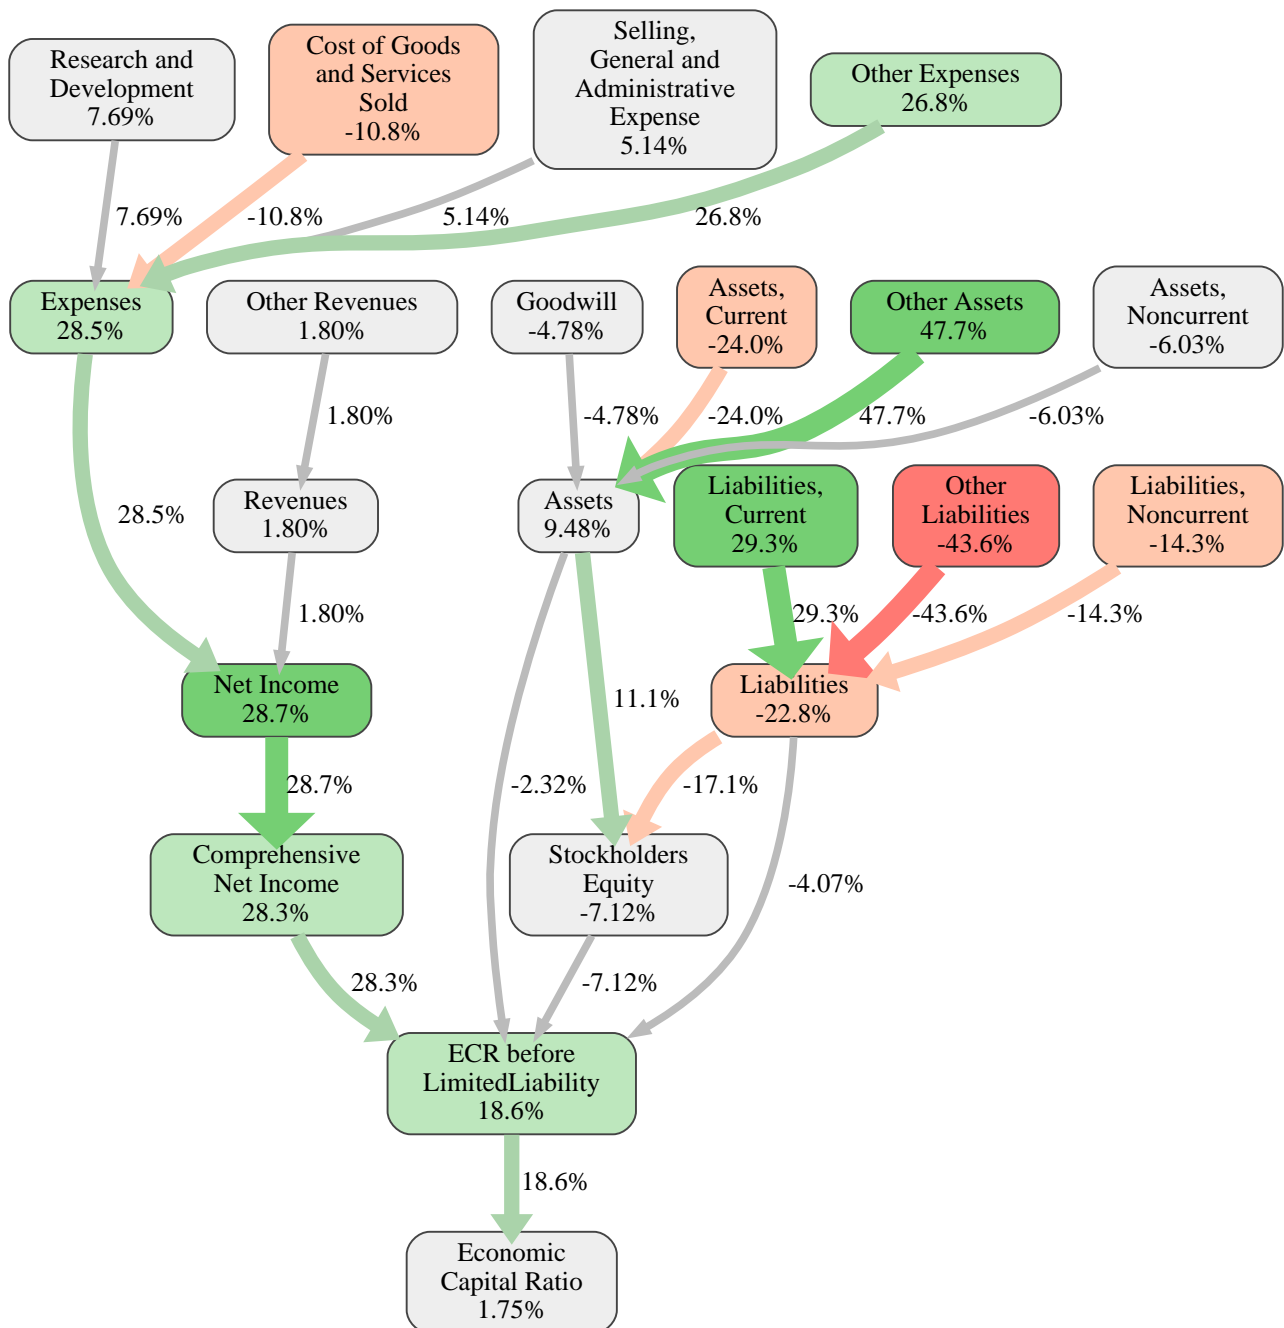 Research and
Development
7.69%
Cost of Goods
and Services
Sold
-10.8%
Selling,
General and
Administrative
Expense
5.14%
Other Expenses
26.8%
7.69%
-10.8%
5.14%
26.8%
Expenses
28.5%
Other Revenues
1.80%
Goodwill
-4.78%
Assets,
Current
-24.0%
Other Assets
47.7%
Assets,
Noncurrent
-6.03%
1.80%
-4.78%
-24.0%
47.7%
-6.03%
28.5%
Revenues
1.80%
Assets
9.48%
Liabilities,
Current
29.3%
Other
Liabilities
-43.6%
Liabilities,
Noncurrent
-14.3%
1.80%
29.3%
-43.6%
-14.3%
Net Income
28.7%
11.1%
Liabilities
-22.8%
28.7%
-2.32%
-17.1%
Comprehensive
Net Income
28.3%
Stockholders
Equity
-7.12%
-4.07%
28.3%
-7.12%
ECR before
LimitedLiability
18.6%
18.6%
Economic
Capital Ratio
1.75%